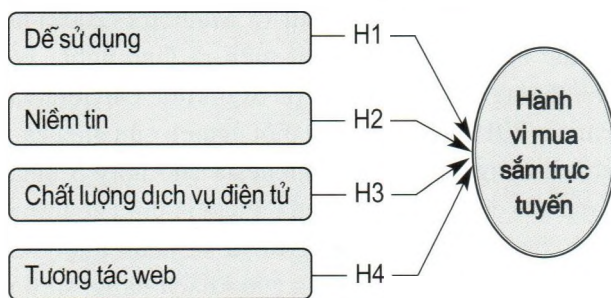 Dễ sử dụng
H1
Niềm tin
H2
Chất lượng dịch vụ điện tử
H3
Tương tác web
H4
Hành
vi mua
sắm trực
tuyến